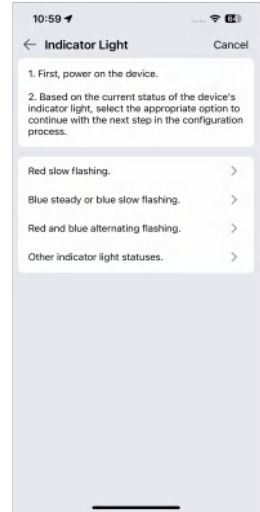 10:59
64
Indicator Light
Cancel
1. First, power on the device.
2. Based on the current status of the device's
indicator light, select the appropriate option to
continue with the next step in the configuration
process.
Red slow flashing.
Blue steady or blue slow flashing.
Red and blue alternating flashing.
Other indicator light statuses.